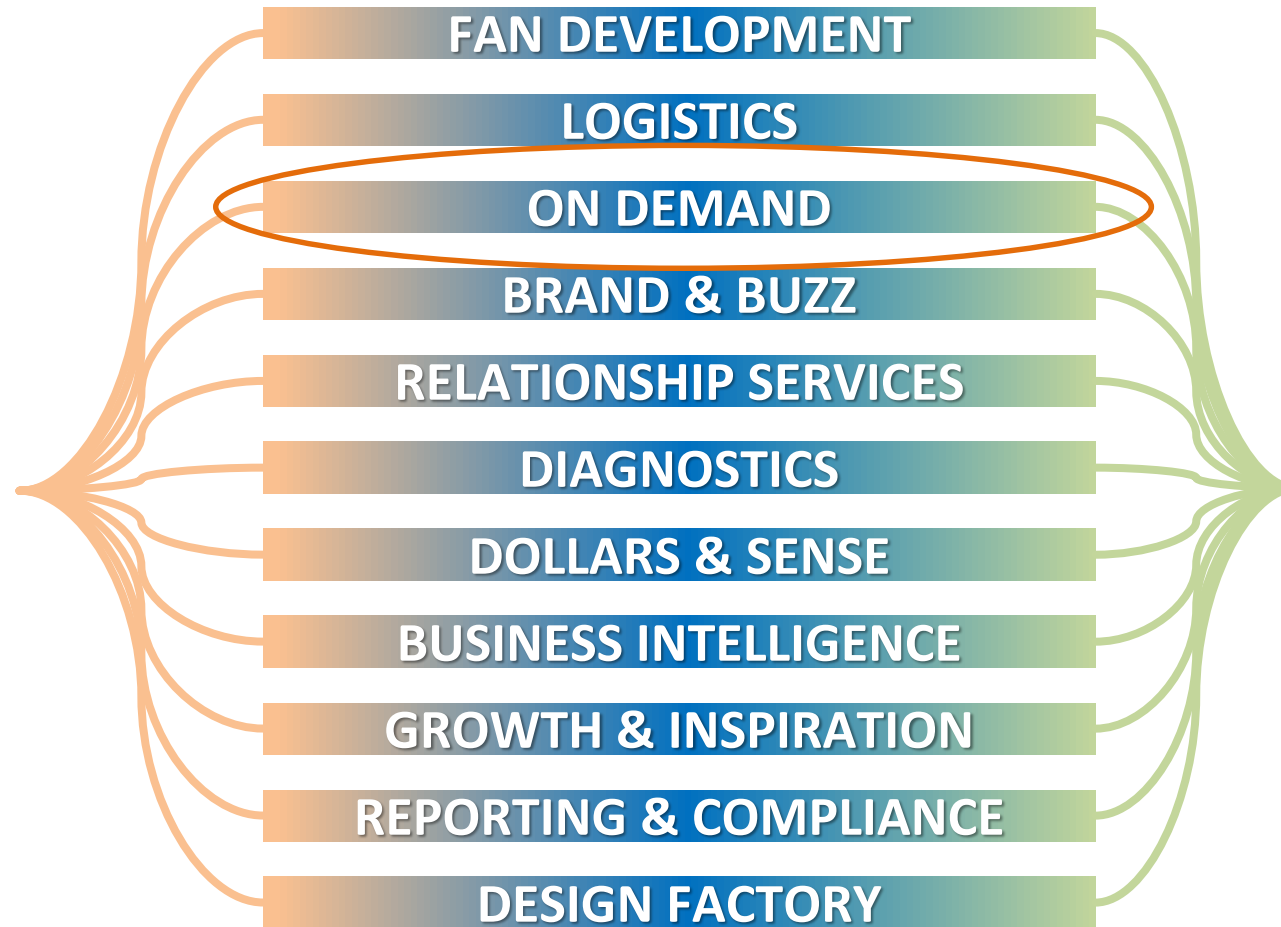 FAN DEVELOPMENT
LOGISTICS
ON DEMAND
BRAND & BUZZ
RELATIONSHIP SERVICES
DIAGNOSTICS
DOLLARS & SENSE
BUSINESS INTELLIGENCE
GROWTH & INSPIRATION
REPORTING & COMPLIANCE
DESIGN FACTORY